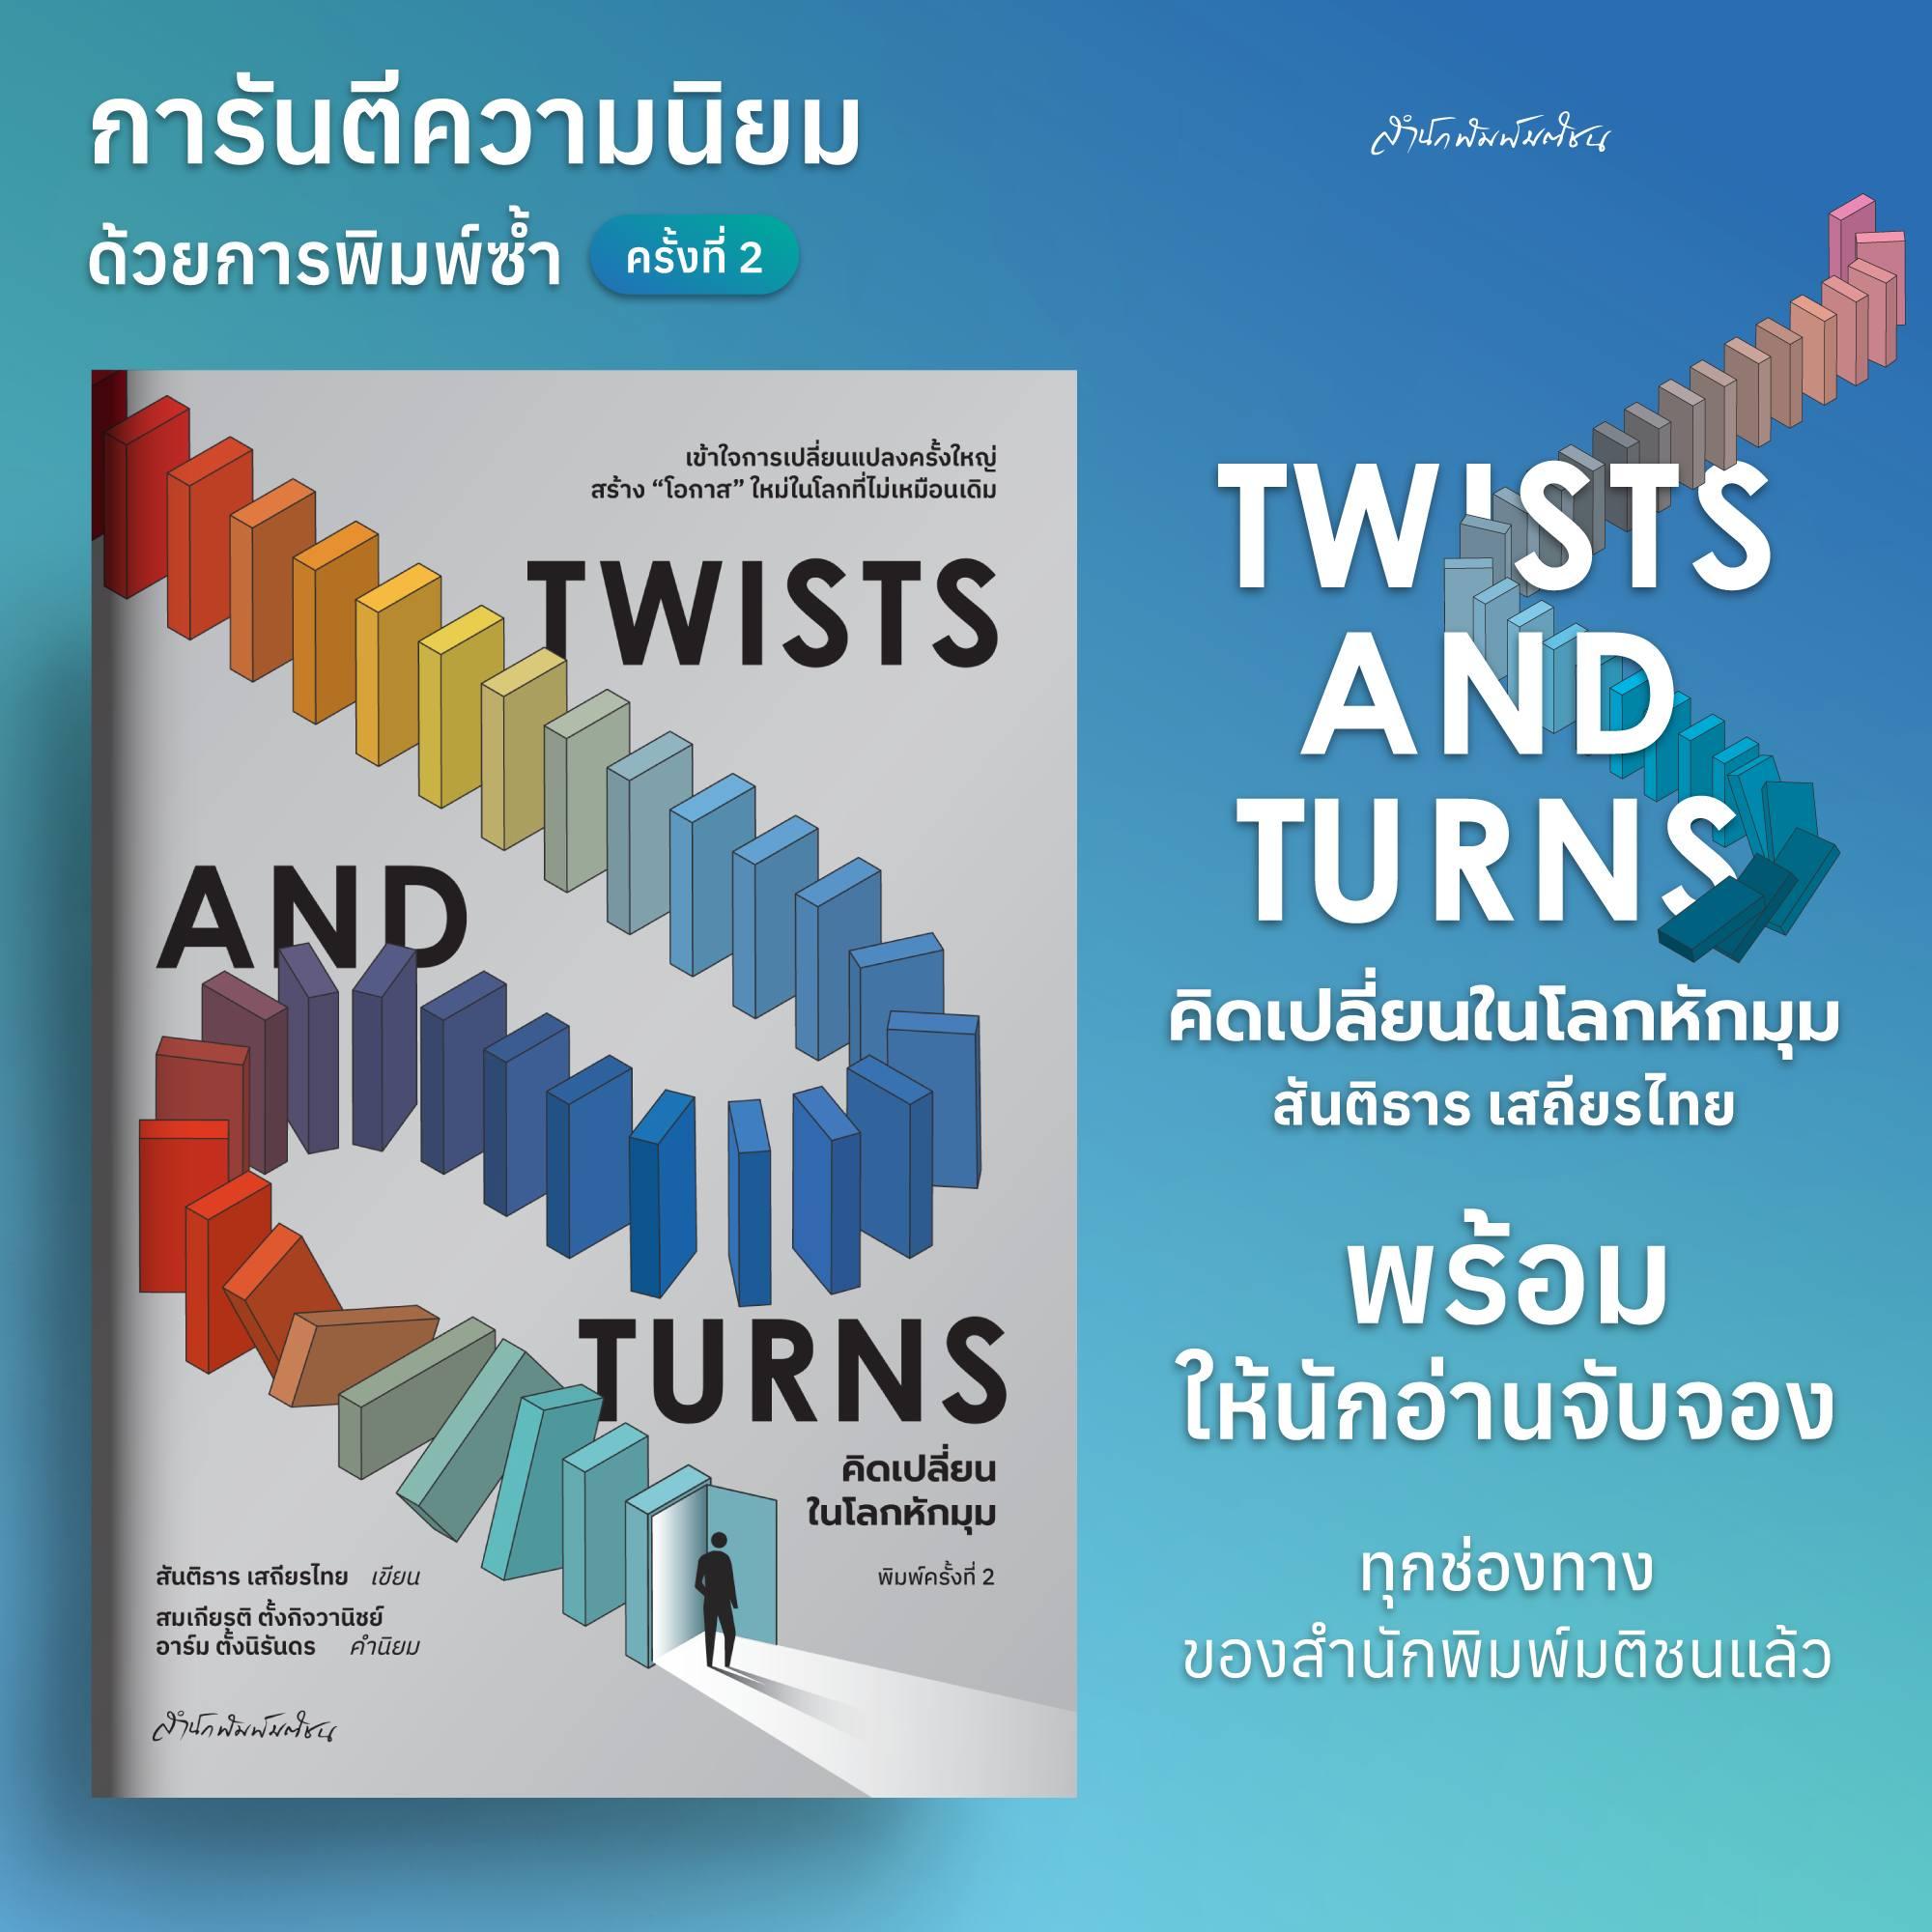 การันตีความนิยม
ด้วยการพิมพ์ซ้ำ ครั้งที่ 2
เข้าใจการเปลี่ยนแปลงครั้งใหญ่
สร้าง “โอกาส” ใหม่ในโลกที่ไม่เหมือนเดิม
TWISTS
AND
TURNS
คิดเปลี่ยน
ในโลกหักมุม
พิมพ์ครั้งที่ 2
สันติธาร เสถียรไทย เขียน
สมเกียรติ ตั้งกิจวานิชย์
อาร์ม ตั้งนิรันดร คำนิยม
สำนักพิมพ์มติชน
สำนักพิมพ์มติชน
TWISTS
AND
TURNS
คิดเปลี่ยนในโลกหักมุม
สันติธาร เสถียรไทย
พร้อม
ให้นักอ่านจับจอง
ทุกช่องทาง
ของสำนักพิมพ์มติชนแล้ว